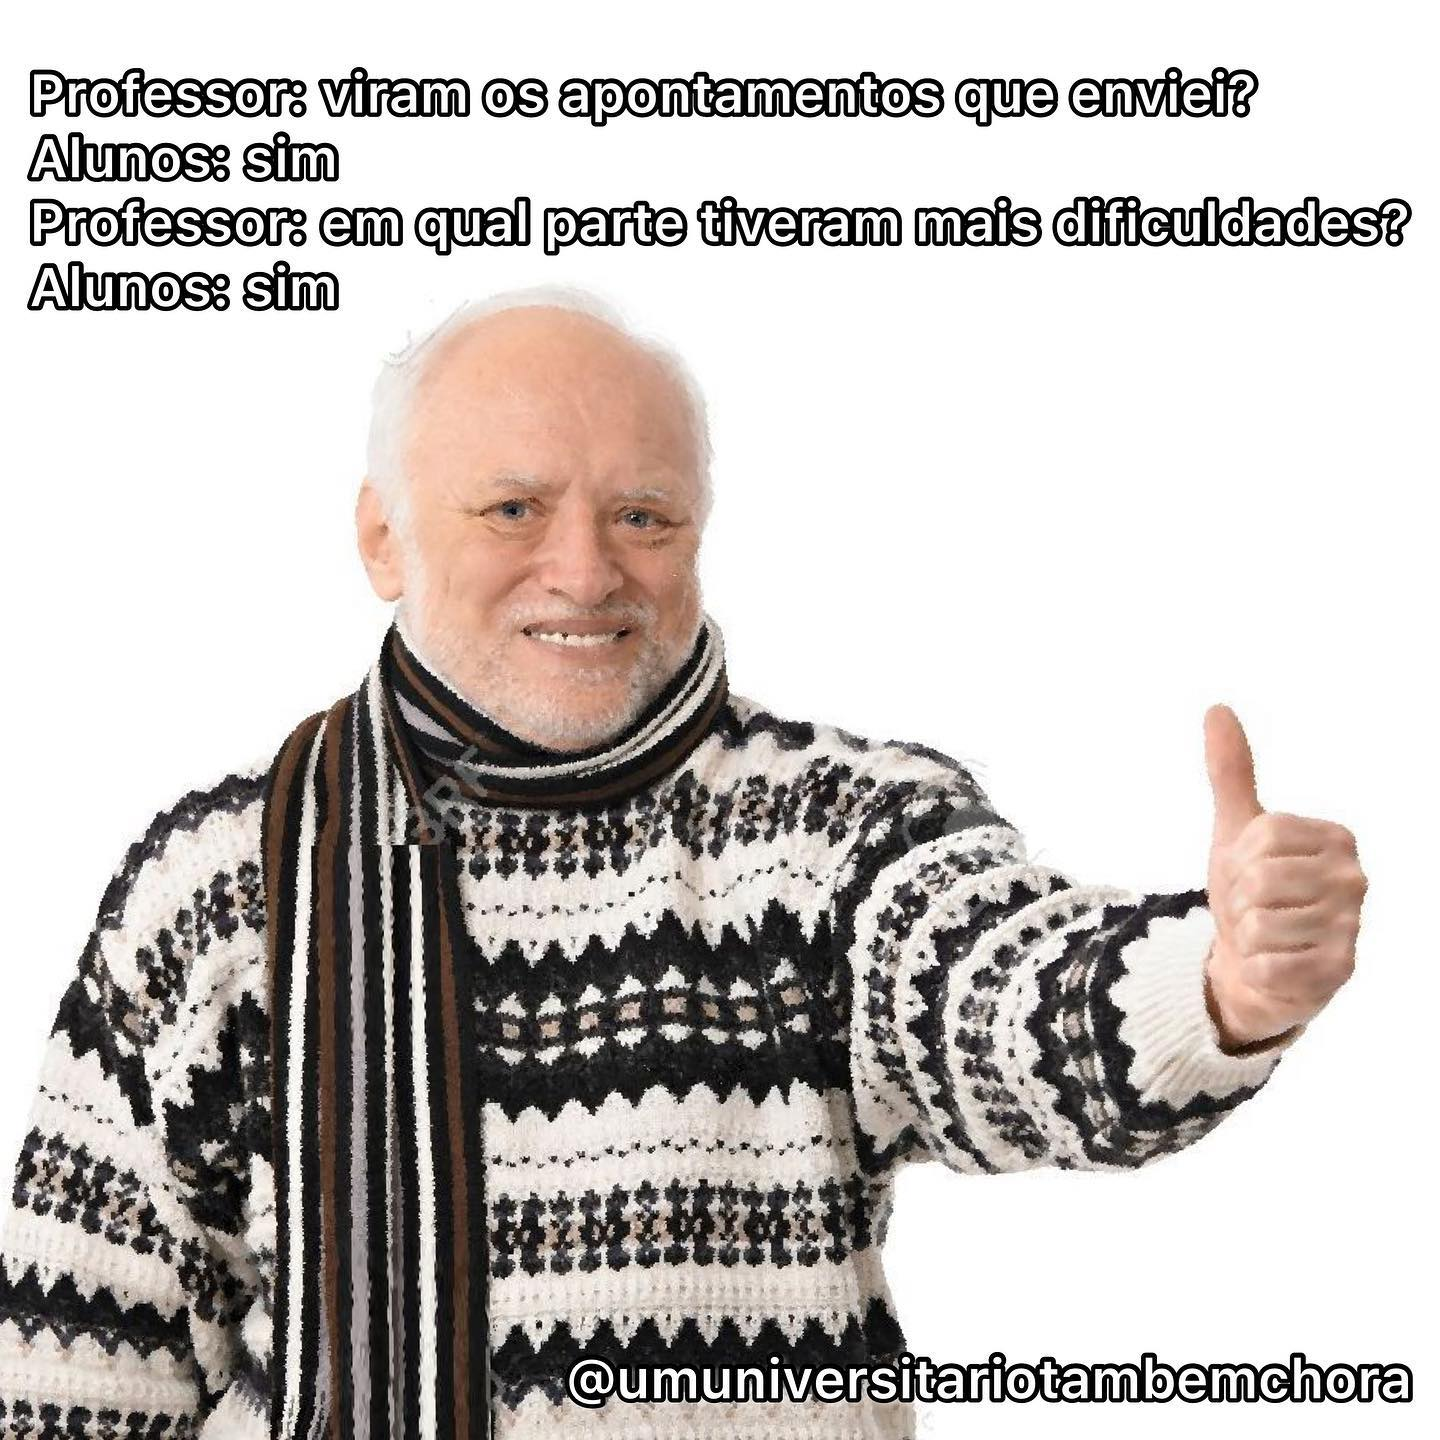 Professor: viram os apontamentos que enviei?
Alunos: sim
Professor: em qual parte tiveram mais dificuldades?
Alunos: sim
@umuniversitariotambemchora